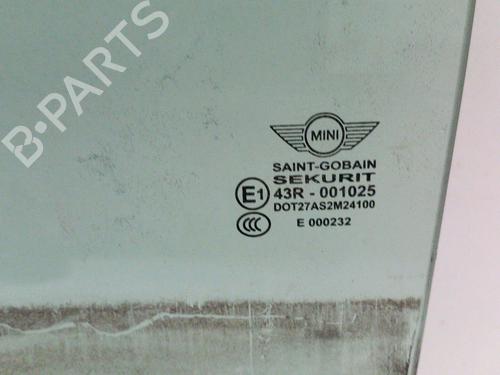 B-PARTS
MINI
SAINT-GOBAIN
SEKURIT
E1 43R - 001025
DOT27AS2M24100
CCC E 000232